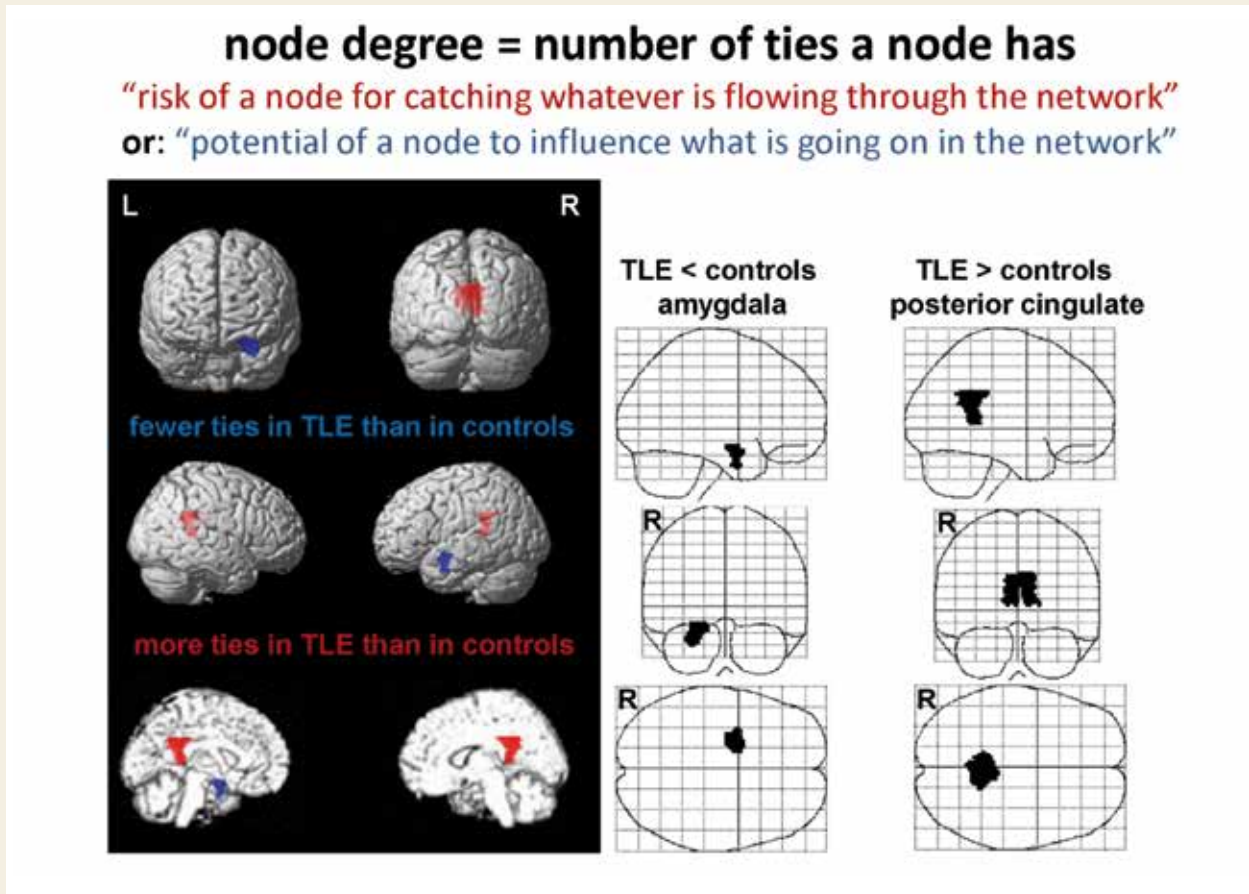 node degree = number of ties a node has
“risk of a node for catching whatever is flowing through the network”
or: “potential of a node to influence what is going on in the network”
L
R
fewer ties in TLE than in controls
more ties in TLE than in controls
TLE < controls
amygdala
R
R
TLE > controls
posterior cingulate
R
R